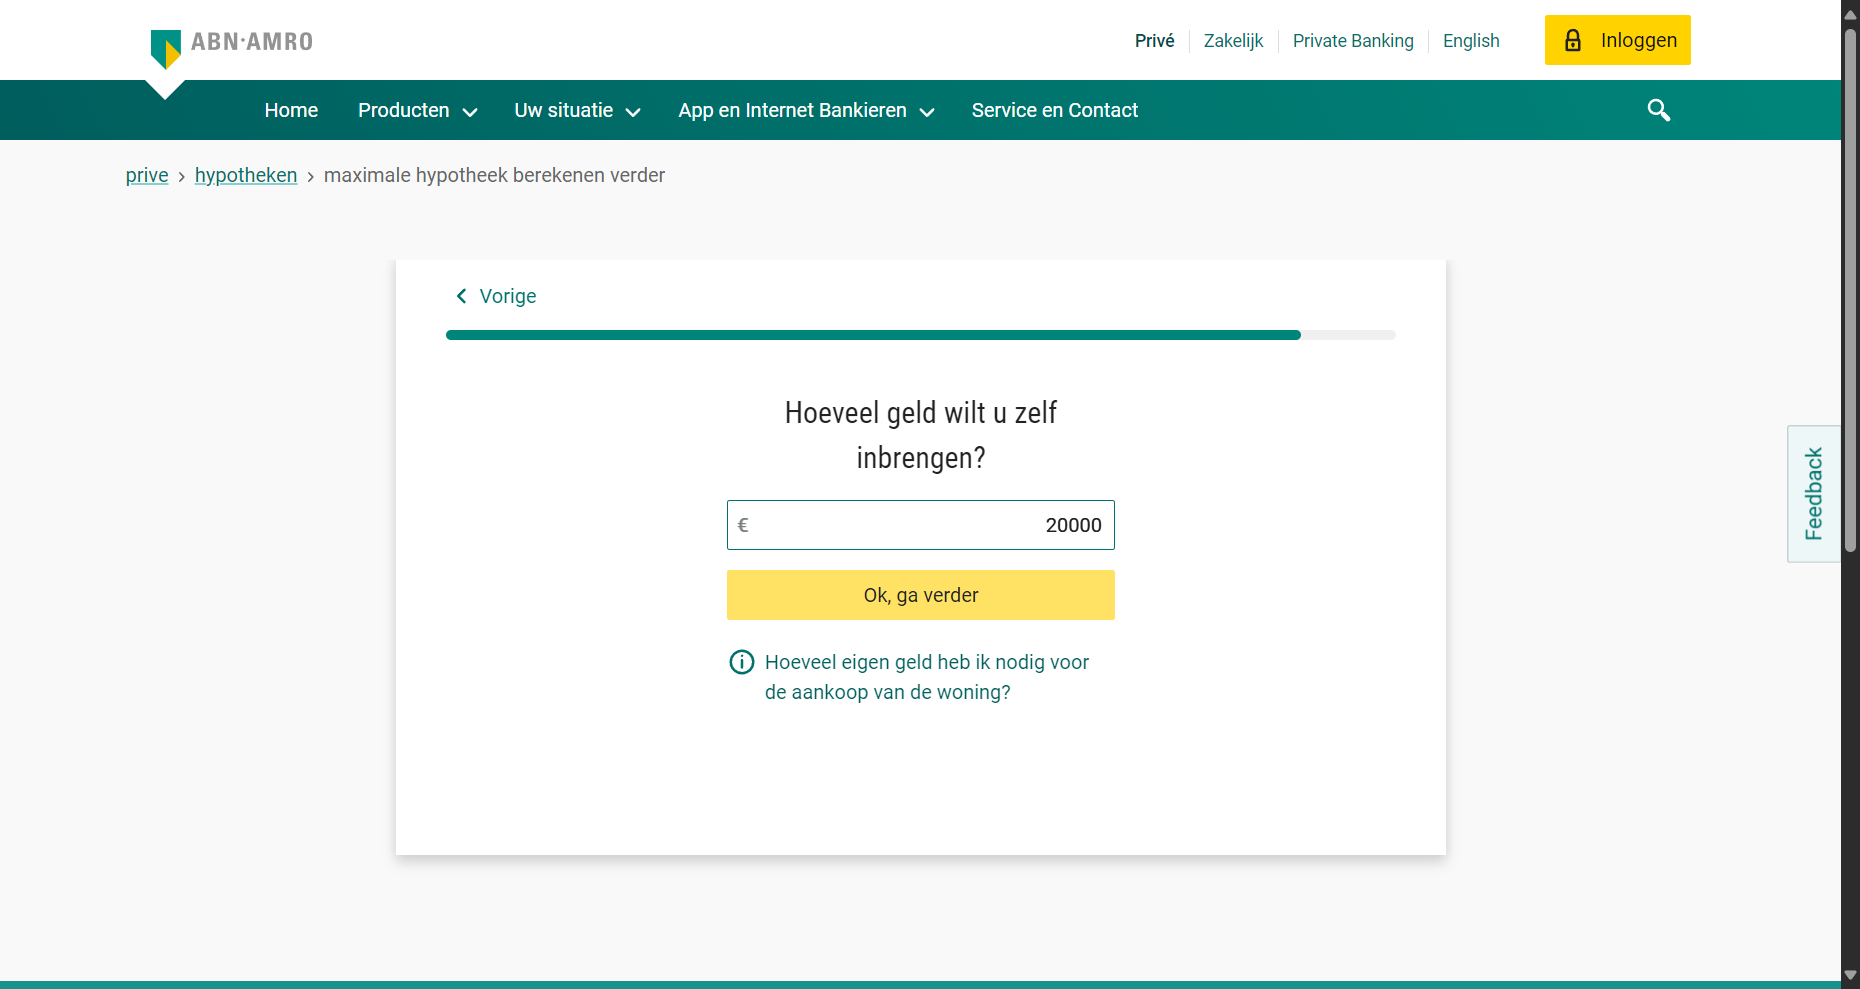 ABN·AMRO
Privé
Zakelijk
Private Banking
English
Inloggen
Home
Producten
Uw situatie
App en Internet Bankieren
Service en Contact
prive > hypotheken > maximale hypotheek berekenen verder
Vorige
Hoeveel geld wilt u zelf
inbrengen?
€ 20000
Ok, ga verder
Hoeveel eigen geld heb ik nodig voor
de aankoop van de woning?
Feedback